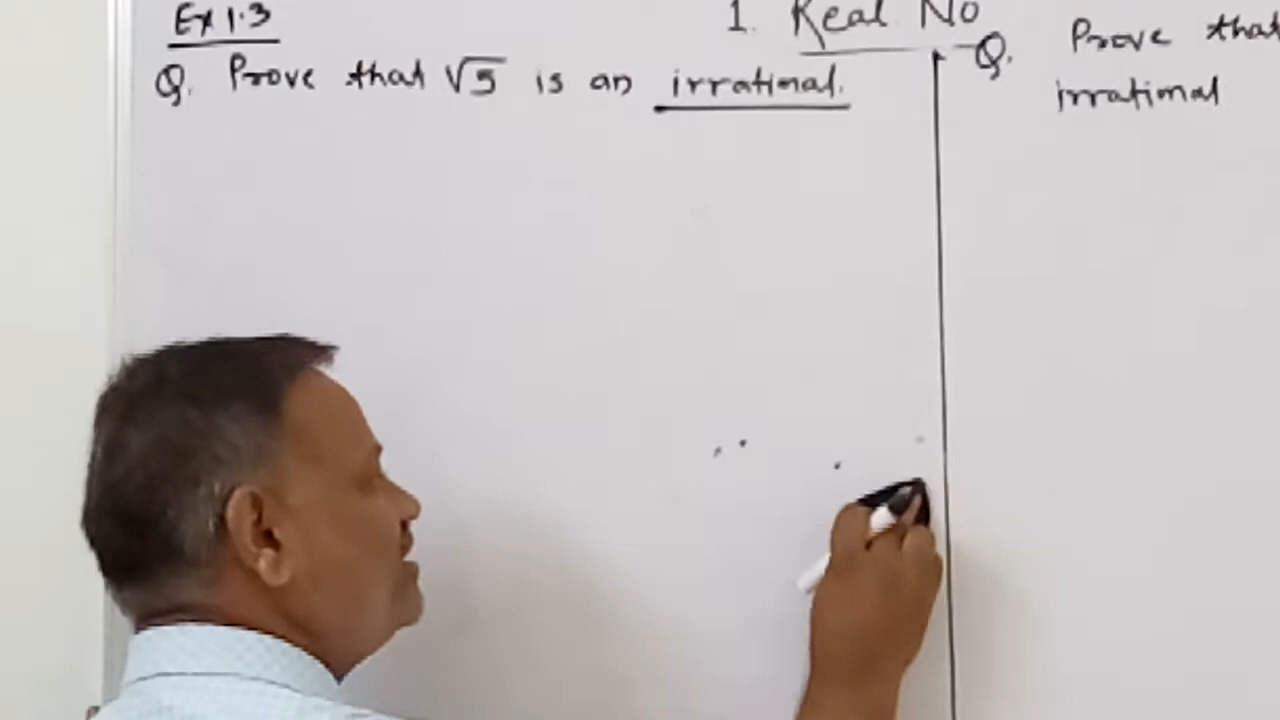 Ex 1.3
1. Real No
Q. Prove that √5 is an irrational.
Q. Prove that
irrational